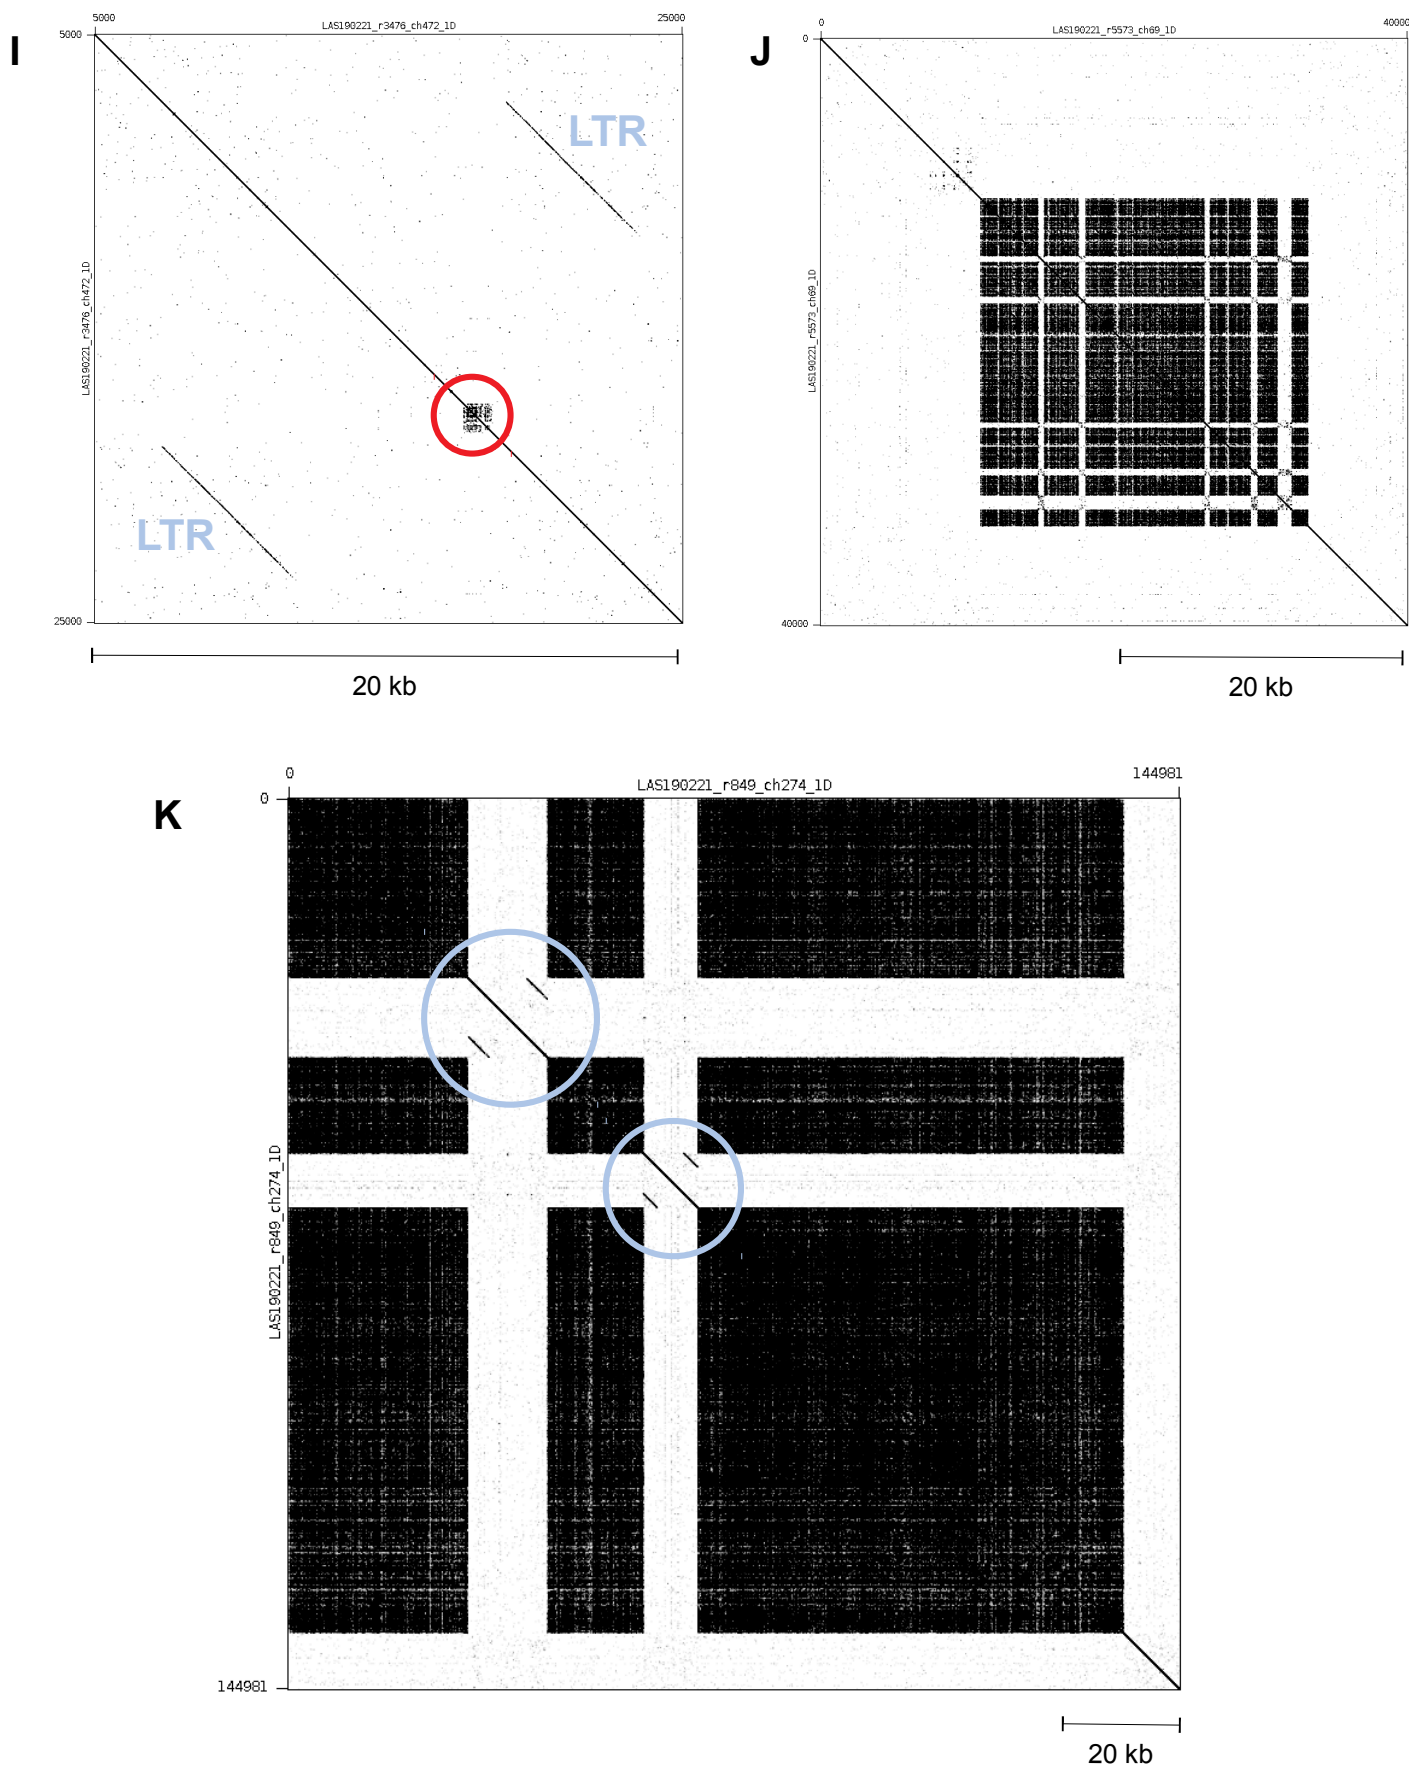 I
5000
LAS190221_r3476_ch472_1D
25000
5000
LAS190221_r3476_ch472_1D
LTR
LTR
25000
20 kb
J
0
LAS190221_r5573_ch69_1D
40000
0
LAS190221_r5573_ch69_1D
40000
20 kb
K
0
LAS190221_r849_ch274_1D
144981
0
LAS190221_r849_ch274_1D
144981
20 kb